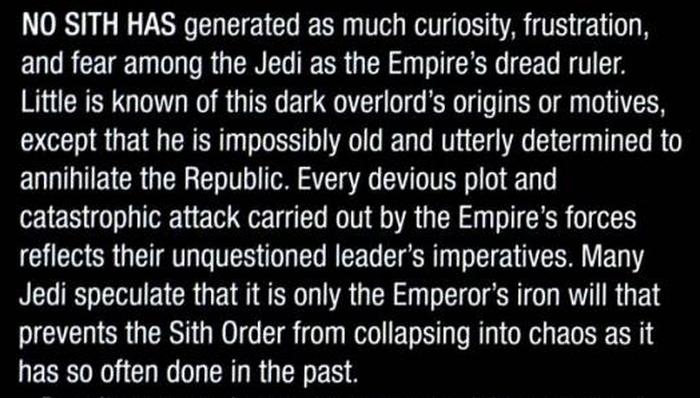 NO SITH HAS generated as much curiosity, frustration,
and fear among the Jedi as the Empire's dread ruler.
Little is known of this dark overlord's origins or motives,
except that he is impossibly old and utterly determined to
annihilate the Republic. Every devious plot and
catastrophic attack carried out by the Empire's forces
reflects their unquestioned leader's imperatives. Many
Jedi speculate that it is only the Emperor's iron will that
prevents the Sith Order from collapsing into chaos as it
has so often done in the past.